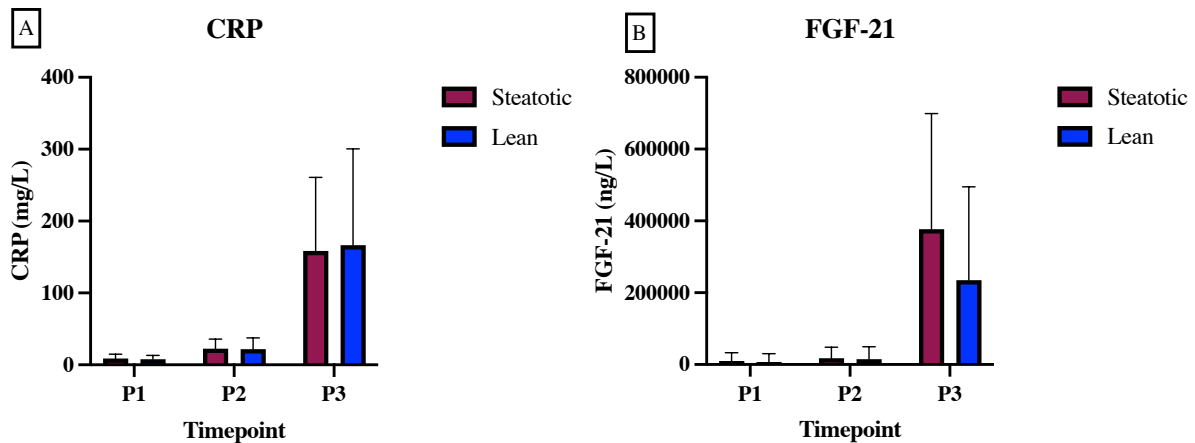 A
CRP
CRP (mg/L)
400
300
200
100
0
P1
P2
P3
Timepoint
Steatotic
Lean
B
FGF-21
FGF-21 (ng/L)
800000
600000
400000
200000
0
P1
P2
P3
Timepoint
Steatotic
Lean